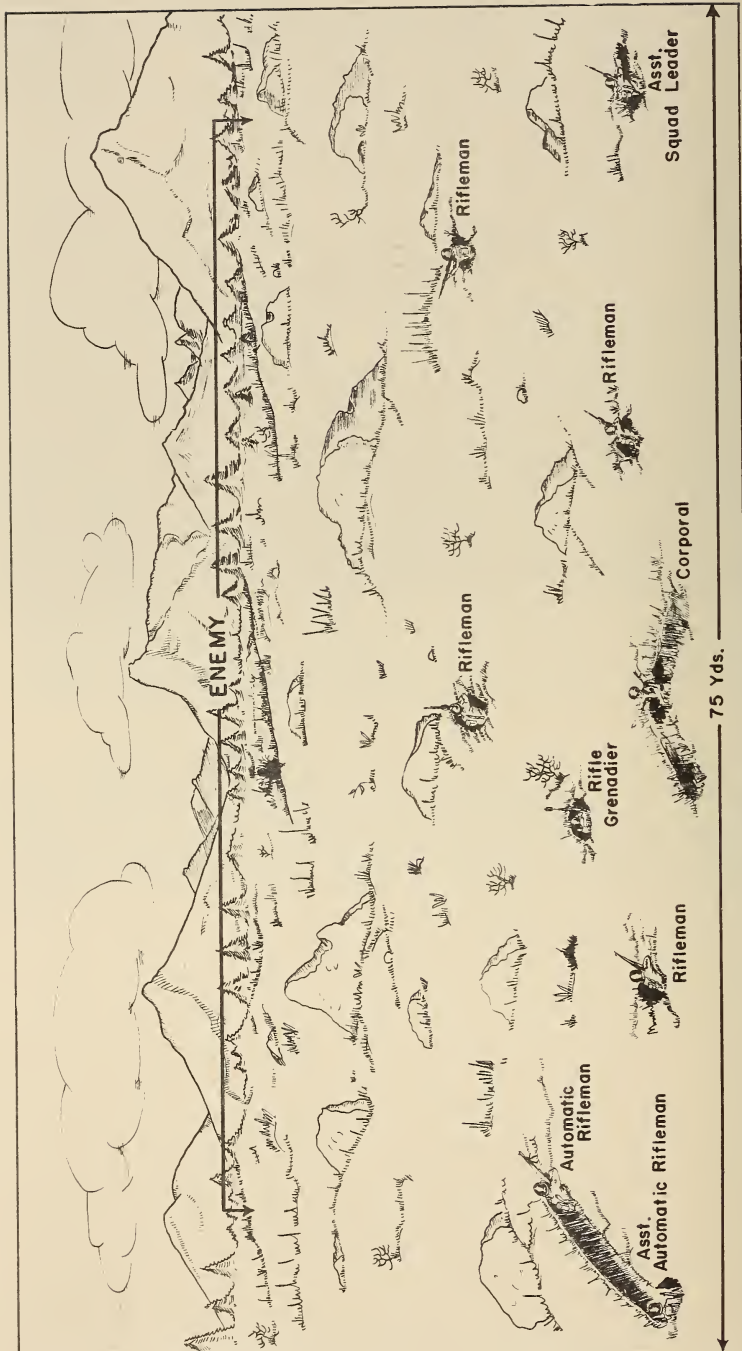 ENEMY
Rifleman
Rifleman
Automatic
Rifleman
Rifle
Grenadier
Rifleman
Asst.
Automatic Rifleman
Rifleman
Corporal
Asst.
Squad Leader
75 Yds.